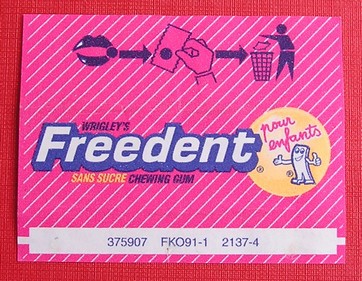 WRIGLEY'S
Freedent
pour
enfants
SANS SUCRE CHEWING GUM
375907 FKO91-1 2137-4